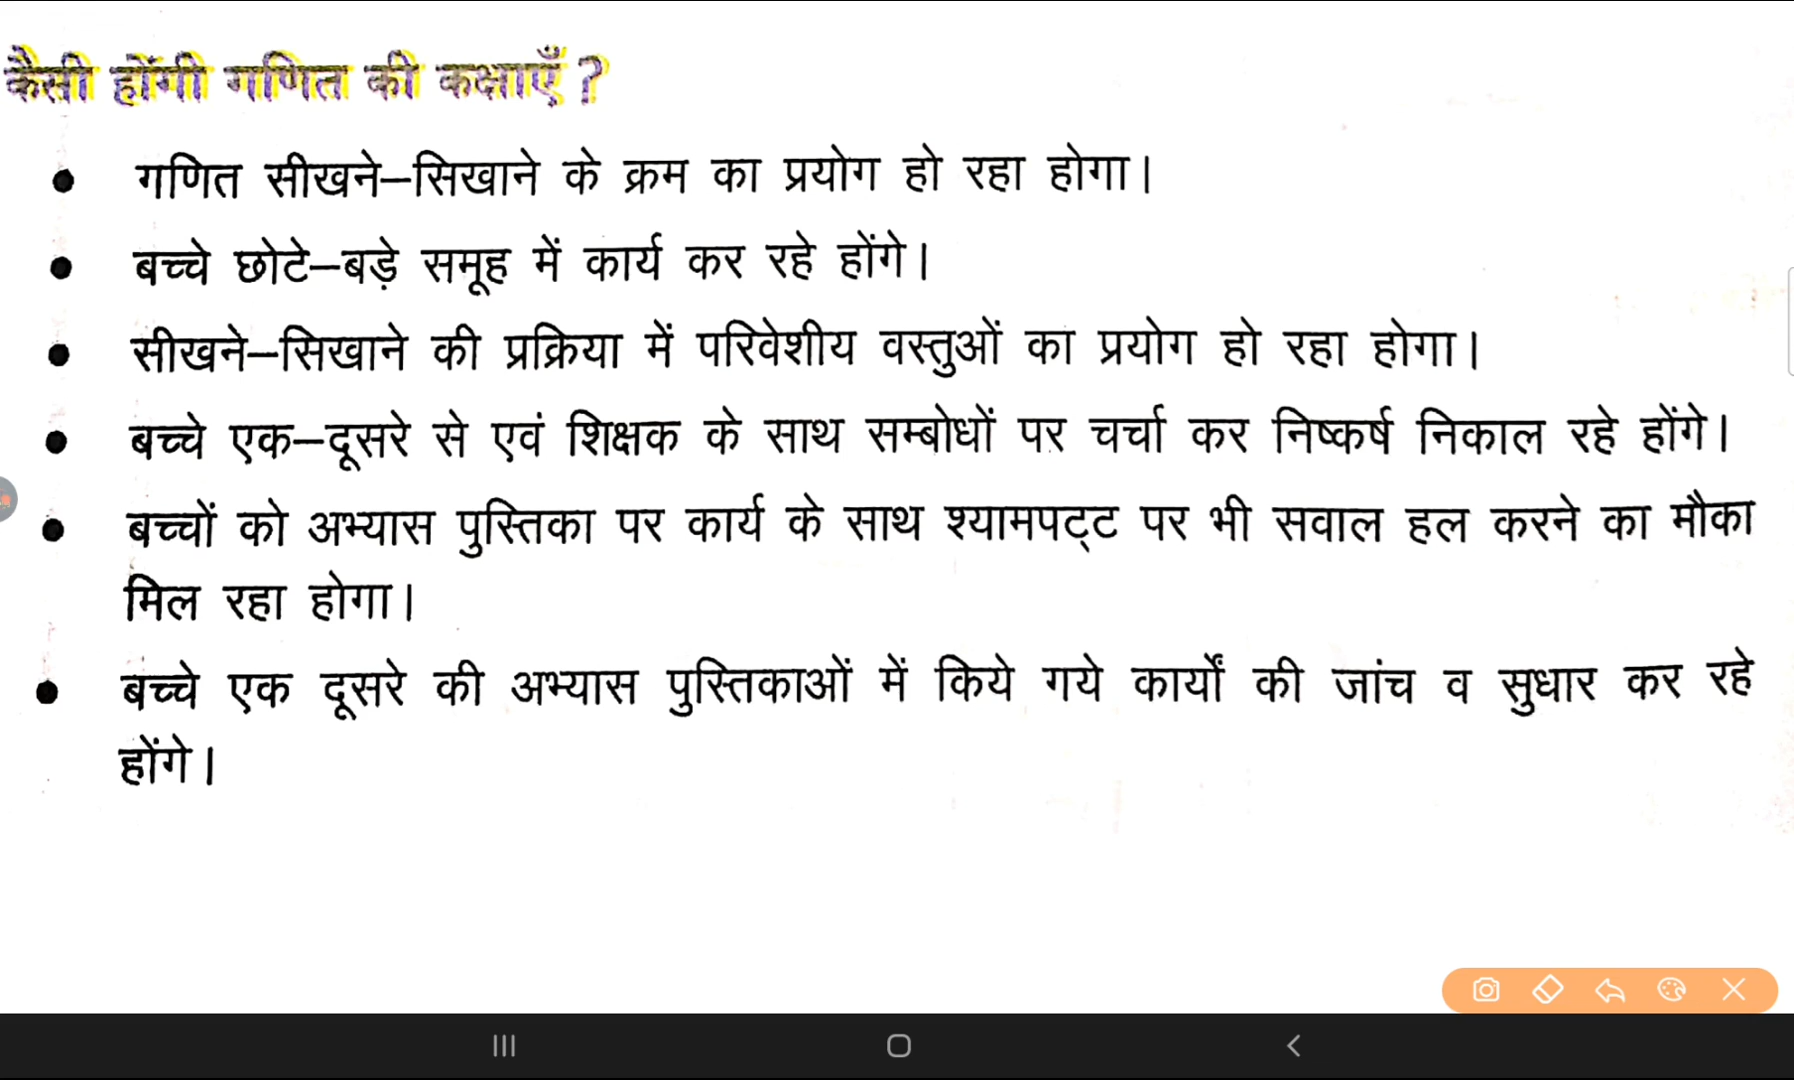 कैसी होंगी गणित की कक्षाएँ ?
● गणित सीखने–सिखाने के क्रम का प्रयोग हो रहा होगा।
● बच्चे छोटे–बड़े समूह में कार्य कर रहे होंगे।
● सीखने–सिखाने की प्रक्रिया में परिवेशीय वस्तुओं का प्रयोग हो रहा होगा।
● बच्चे एक–दूसरे से एवं शिक्षक के साथ सम्बोधों पर चर्चा कर निष्कर्ष निकाल रहे होंगे।
● बच्चों को अभ्यास पुस्तिका पर कार्य के साथ श्यामपट्ट पर भी सवाल हल करने का मौका
मिल रहा होगा।
● बच्चे एक दूसरे की अभ्यास पुस्तिकाओं में किये गये कार्यों की जांच व सुधार कर रहे
होंगे।